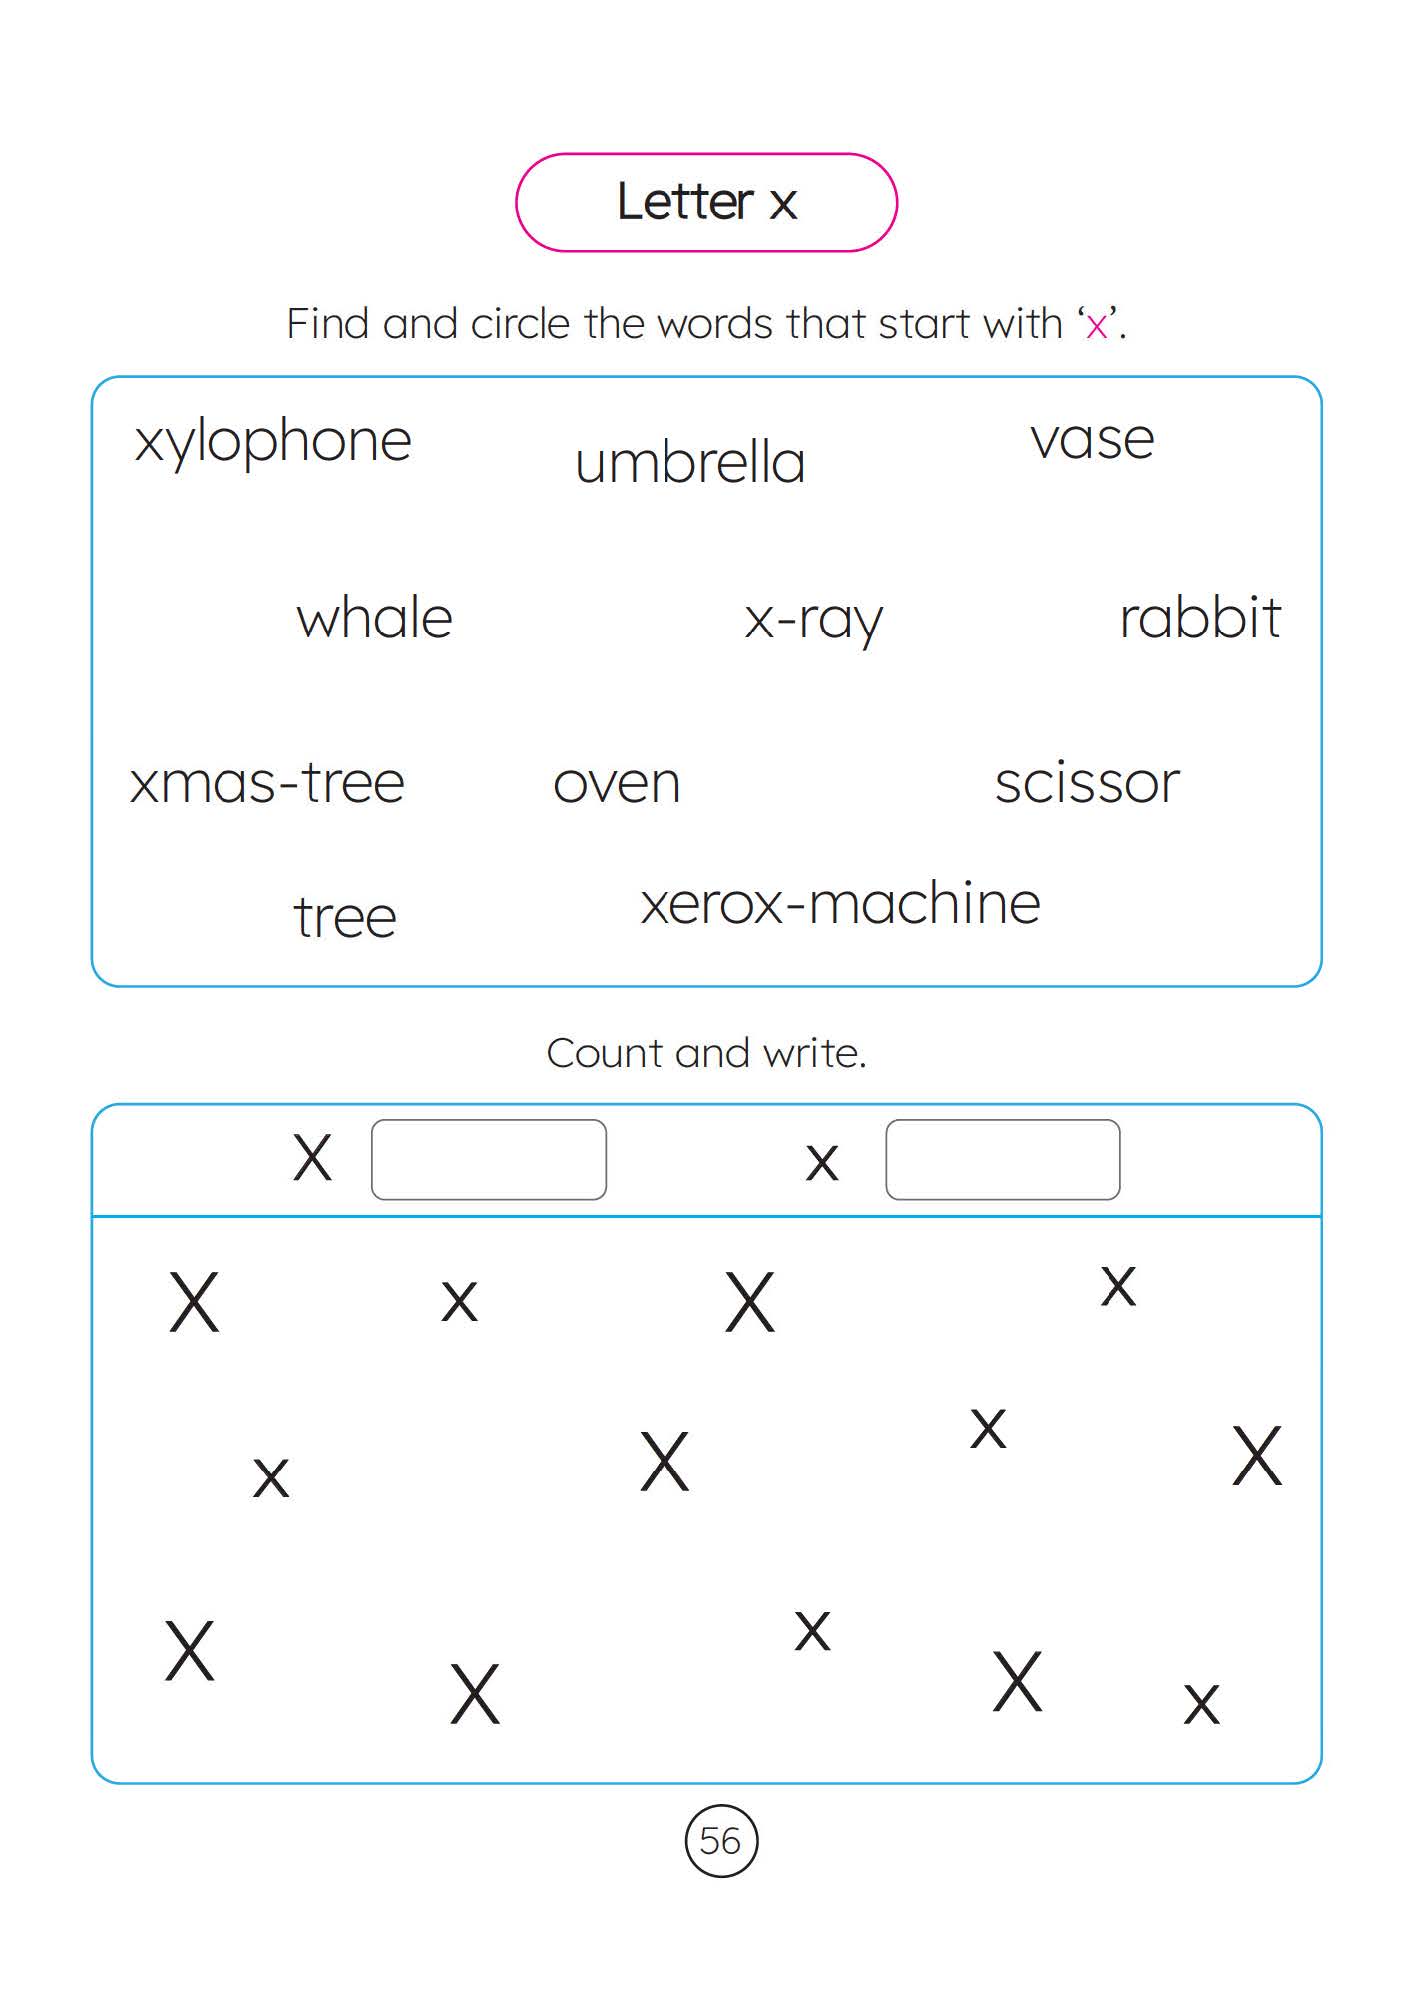 Letter x
Find and circle the words that start with ‘x’.
xylophone umbrella vase
whale x-ray rabbit
xmas-tree oven scissor
tree xerox-machine
Count and write.
X x
X x X x
x X x X
X X x X x
56